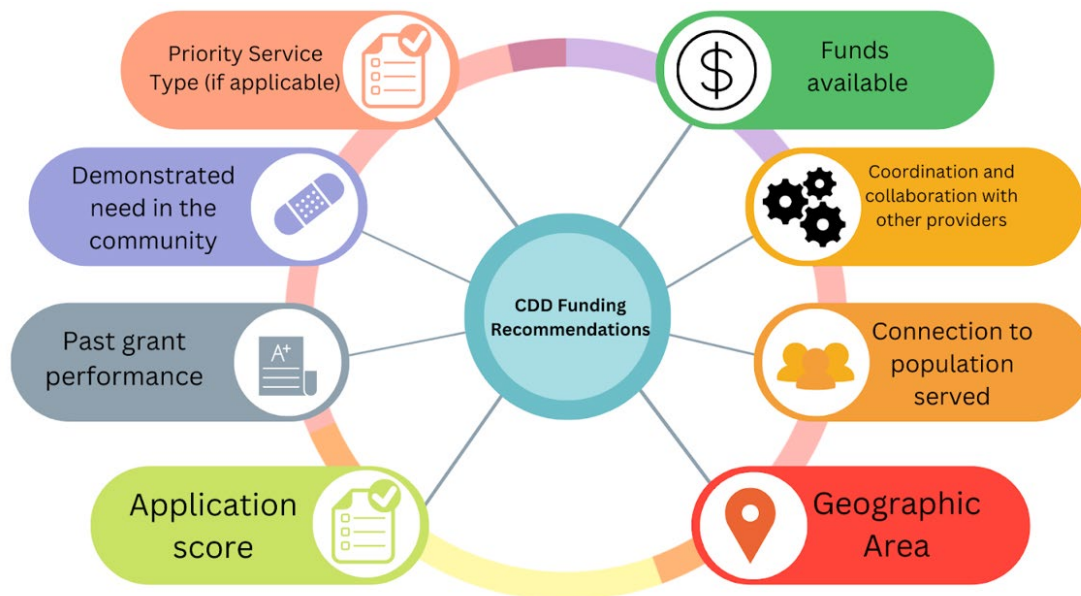 Priority Service
Type (if applicable)
Funds
available
Demonstrated
need in the
community
Coordination and
collaboration with
other providers
CDD Funding
Recommendations
Past grant
performance
A+
Connection to
population
served
Application
score
Geographic
Area
$